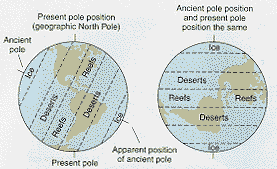 Present pole position
(geographic North Pole)
Ancient
pole
Ice
Reefs
Deserts
Deserts
Reefs
Ice
Present pole
Apparent position
of ancient pole
Ancient pole position
and present pole
position the same
Ice
Deserts
Reefs
Reefs
Deserts
Ice